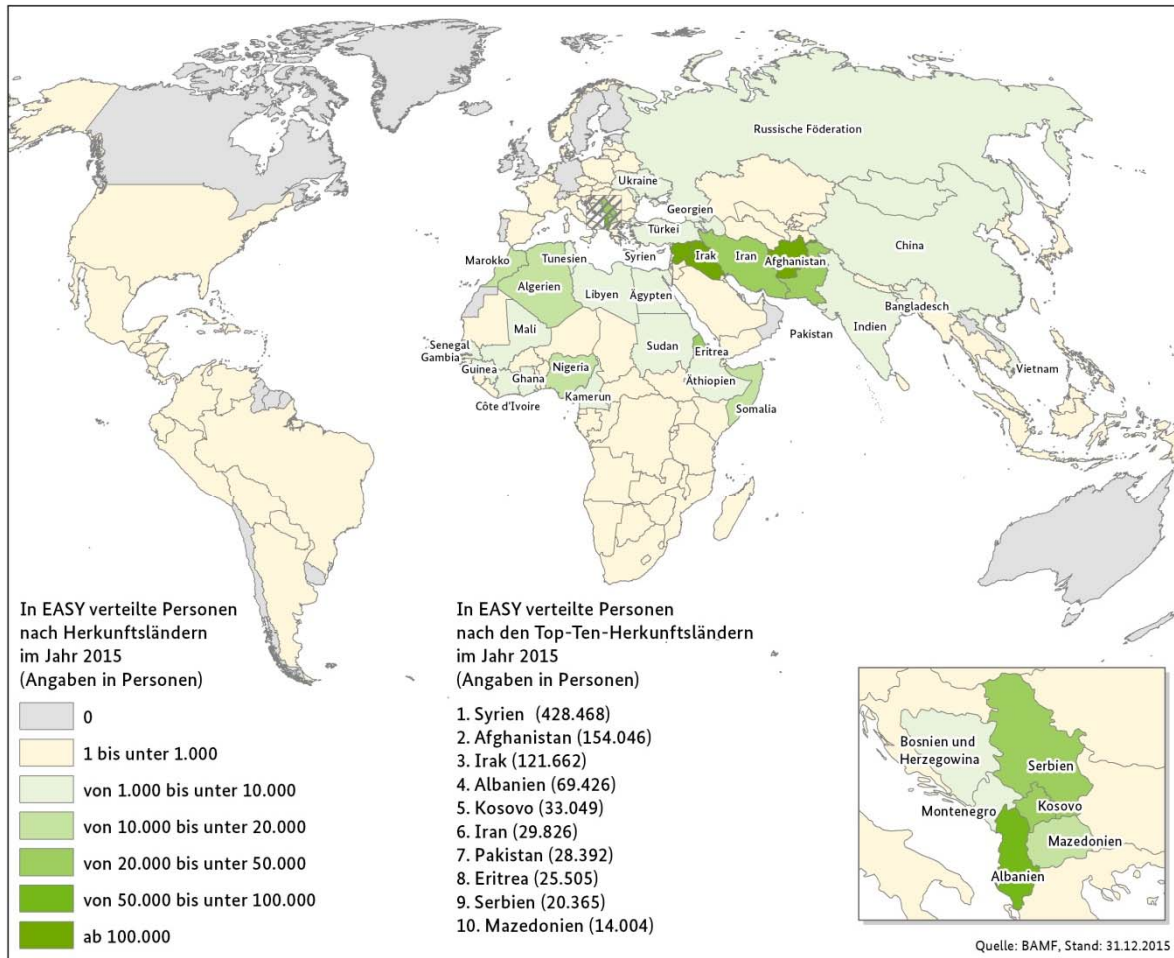 Russische Föderation
Ukraine
Georgien
Türkei
China
Marokko
Tunesien
Syrien
Irak
Iran
Afghanistan
Algerien
Libyen
Ägypten
Bangladesch
Pakistan
Indien
Mali
Senegal
Gambia
Sudan
Eritrea
Vietnam
Guinea
Ghana
Nigeria
Äthiopien
Côte d'Ivoire
Kamerun
Somalia
In EASY verteilte Personen
nach Herkunftsländern
im Jahr 2015
(Angaben in Personen)
0
1 bis unter 1.000
von 1.000 bis unter 10.000
von 10.000 bis unter 20.000
von 20.000 bis unter 50.000
von 50.000 bis unter 100.000
ab 100.000
In EASY verteilte Personen
nach den Top-Ten-Herkunftsländern
im Jahr 2015
(Angaben in Personen)
1. Syrien (428.468)
2. Afghanistan (154.046)
3. Irak (121.662)
4. Albanien (69.426)
5. Kosovo (33.049)
6. Iran (29.826)
7. Pakistan (28.392)
8. Eritrea (25.505)
9. Serbien (20.365)
10. Mazedonien (14.004)
Bosnien und
Herzegowina
Serbien
Montenegro
Kosovo
Mazedonien
Albanien
Quelle: BAMF, Stand: 31.12.2015